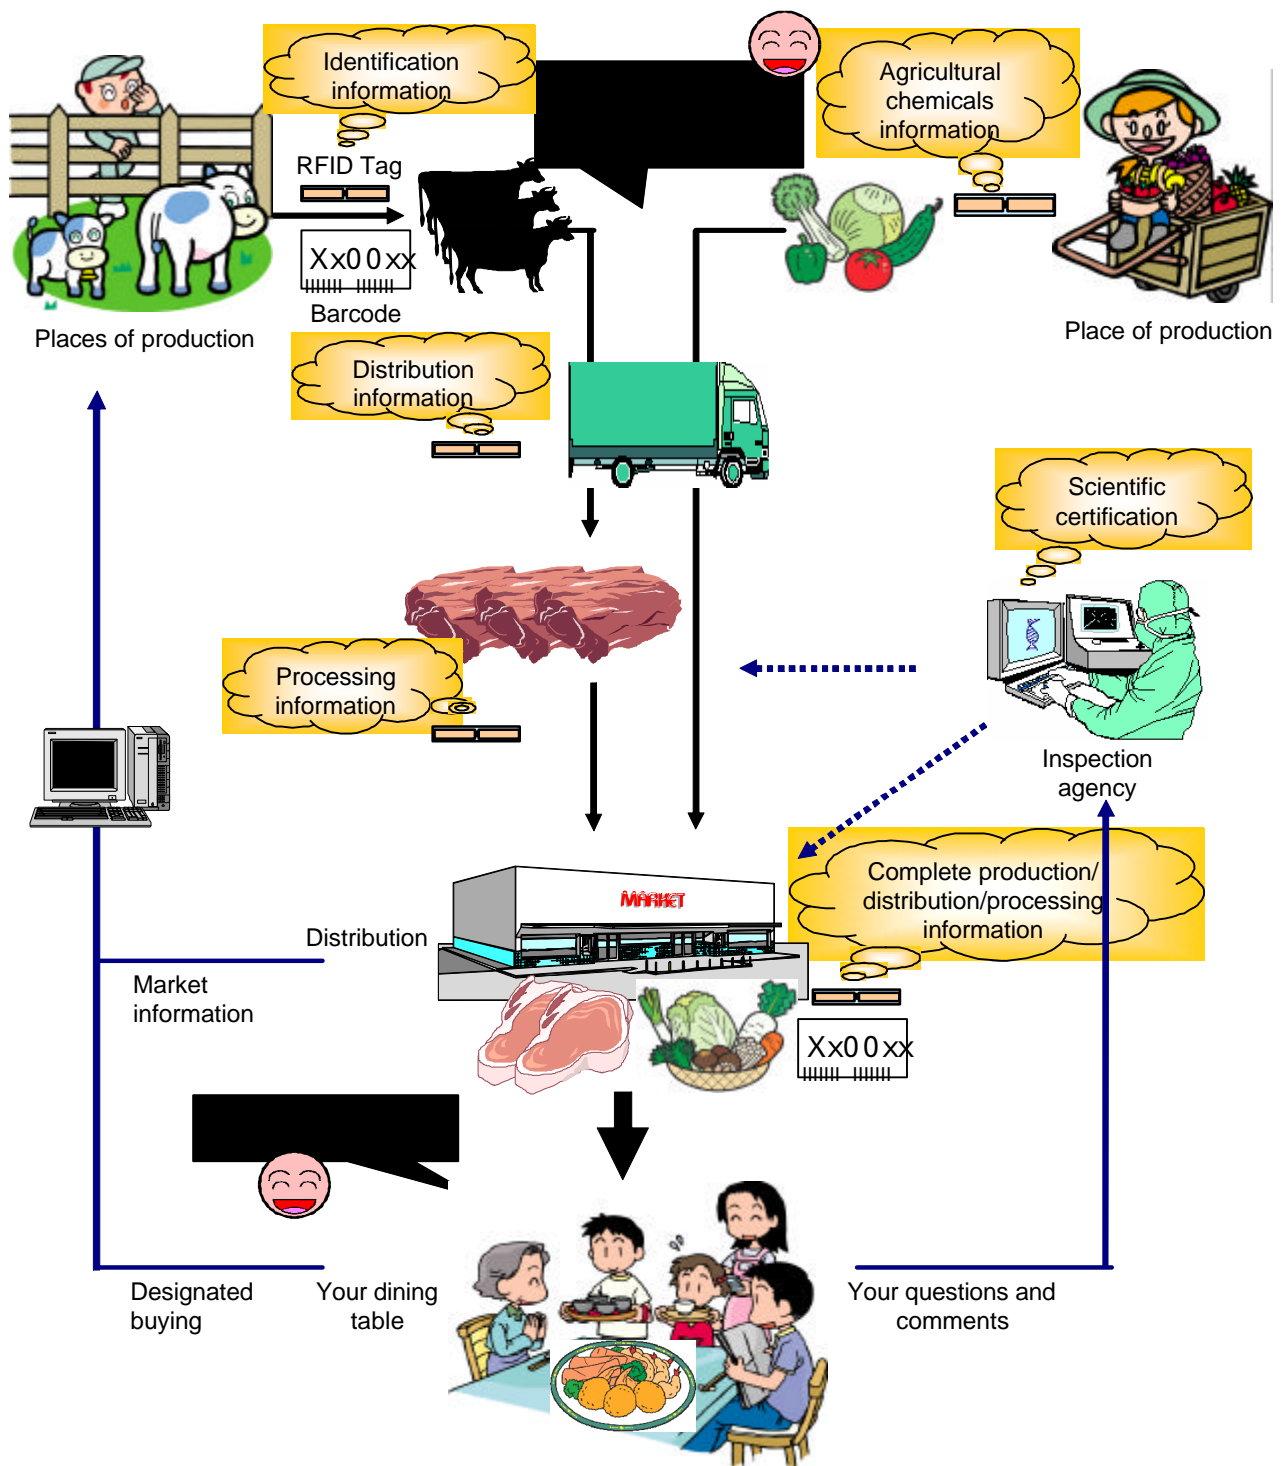 Identification
information
Agricultural
chemicals
information
RFID Tag
Xx00xx
Barcode
Places of production
Place of production
Distribution
information
Scientific
certification
Processing
information
Inspection
agency
Complete production/
distribution/processing
information
MARKET
Distribution
Market
information
Xx00xx
Designated
buying
Your dining
table
Your questions and
comments